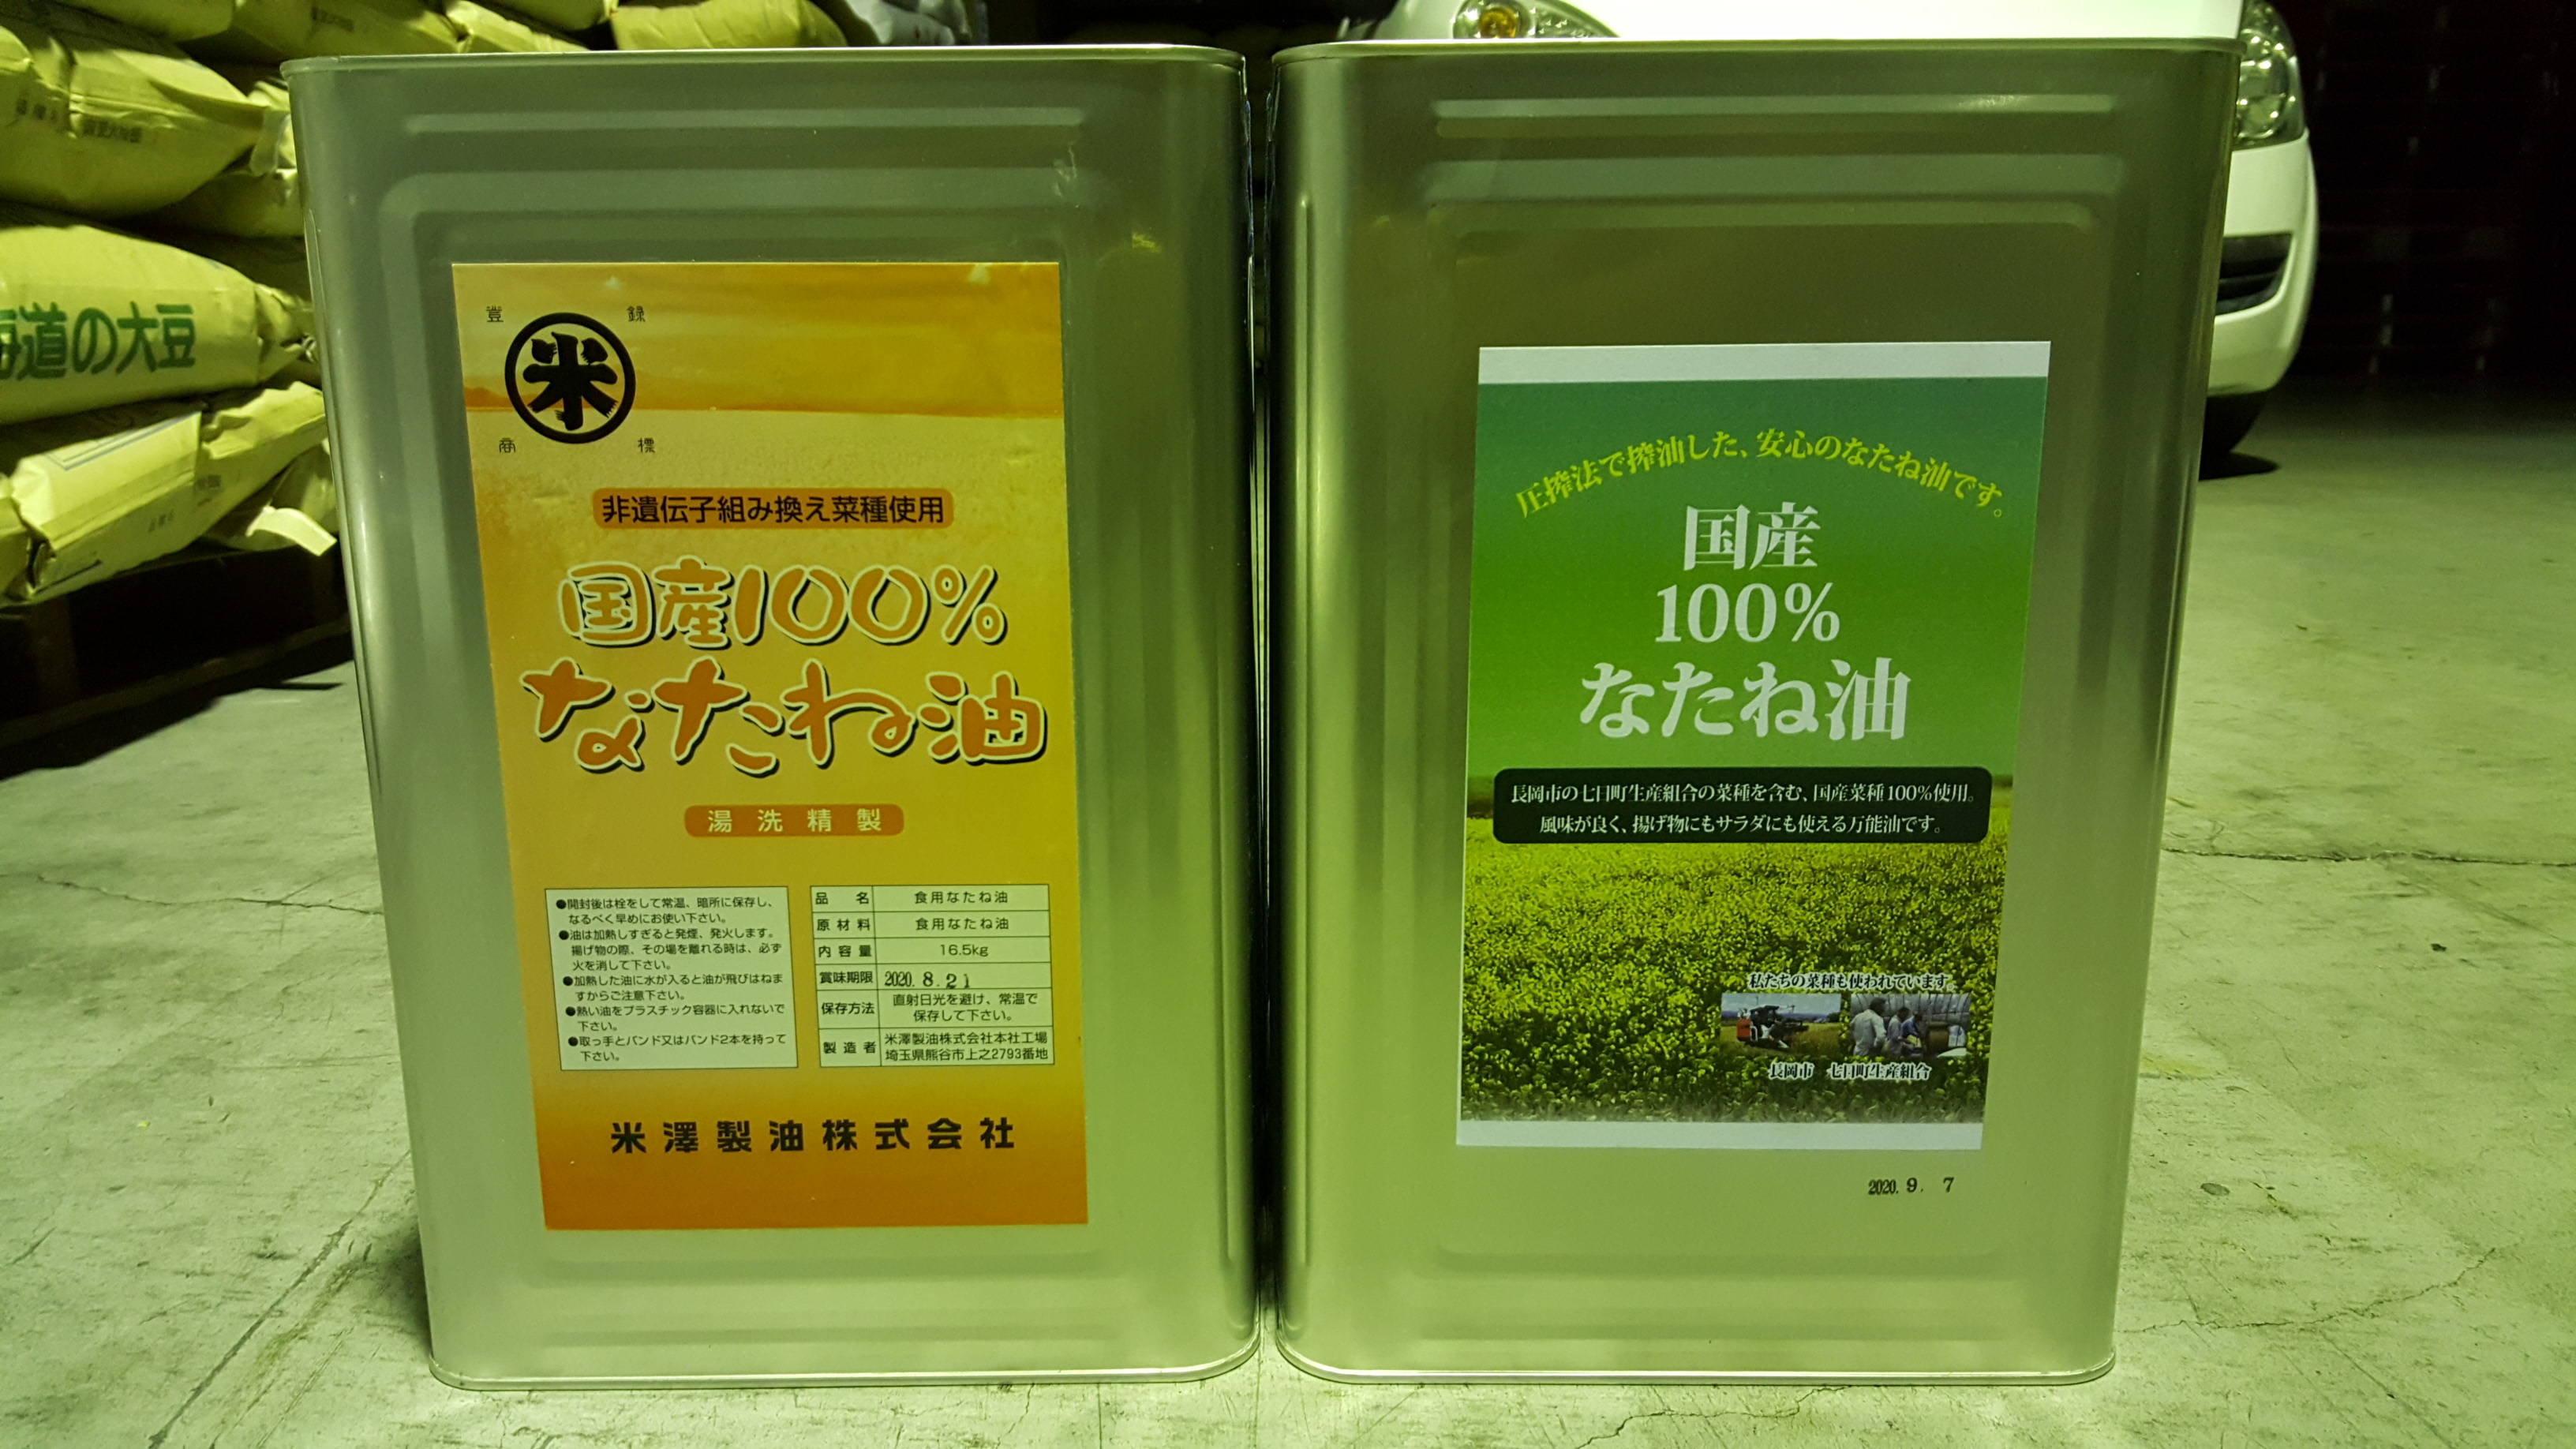 道の大豆
登 録
米
商 標
非遺伝子組み換え菜種使用
国産100%
なたね油
湯洗精製
●開封後は栓をして常温、暗所に保存し、
なるべく早めにお使い下さい。
●油は加熱しすぎると発煙、発火します。
揚げ物の際、その場を離れる時は、必ず
火を消して下さい。
●加熱した油に水が入ると油が飛びはねま
すからご注意下さい。
●熱い油をプラスチック容器に入れないで
下さい。
●取っ手とバンド又はバンド2本を持って
下さい。
品名 食用なたね油
原材料 食用なたね油
内容量 16.5kg
賞味期限 2020. 8. 21
保存方法 直射日光を避け、常温で
保存して下さい。
製造者 米澤製油株式会社本社工場
埼玉県熊谷市上之2793番地
米澤製油株式会社
圧搾法で搾油した、安心のなたね油です。
国産
100%
なたね油
長岡市の七日町生産組合の菜種を含む、国産菜種100%使用。
風味が良く、揚げ物にもサラダにも使える万能油です。
私たちの菜種も使われています。
長岡市 七日町生産組合
2020. 9. 7